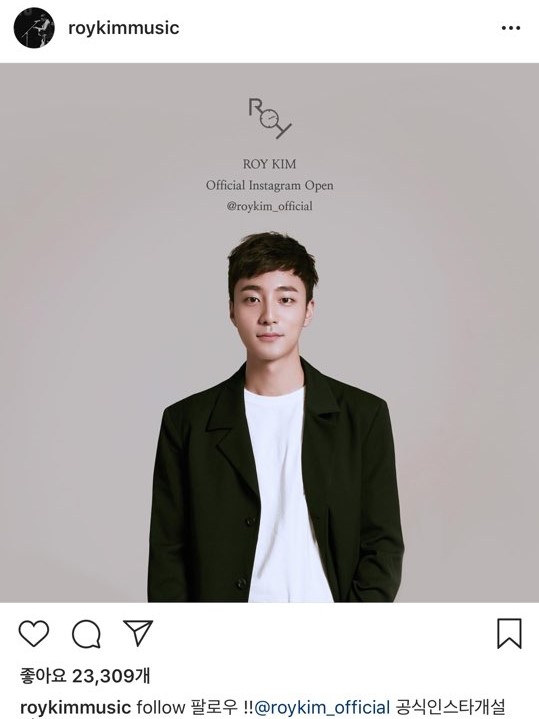 roykimmusic
ROY
ROY KIM
Official Instagram Open
@roykim_official
좋아요 23,309개
roykimmusic follow 팔로우 !!@roykim_official 공식인스타개설